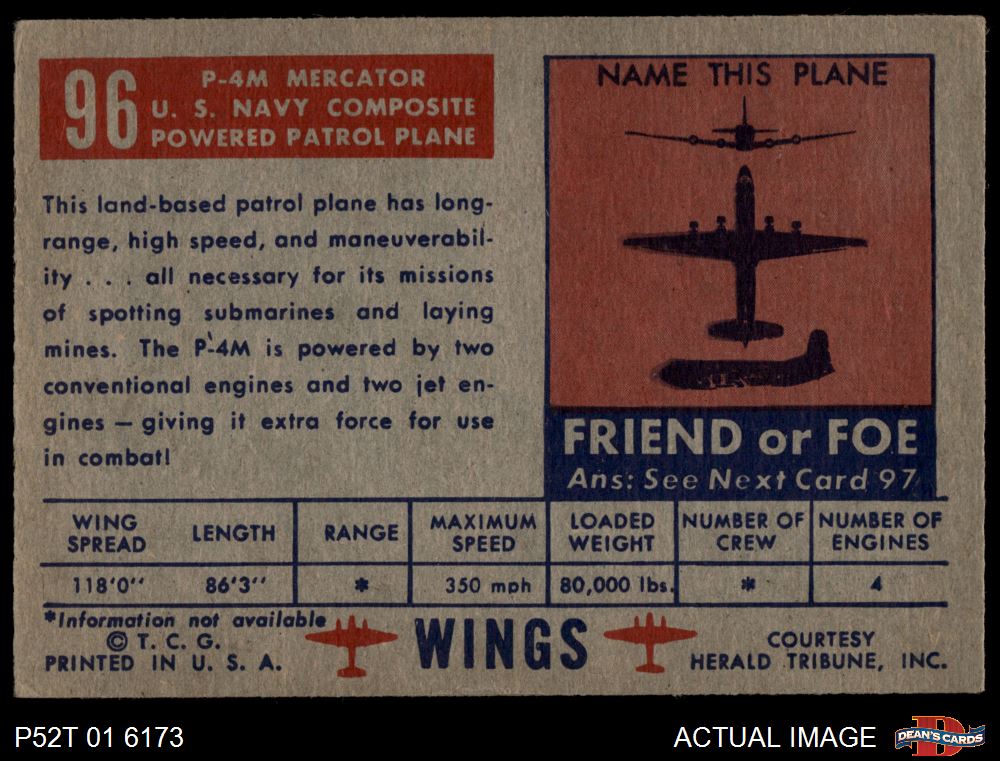 96
P-4M MERCATOR
U. S. NAVY COMPOSITE
POWERED PATROL PLANE
This land-based patrol plane has long-
range, high speed, and maneuverabil-
ity . . . all necessary for its missions
of spotting submarines and laying
mines. The P-4M is powered by two
conventional engines and two jet en-
gines — giving it extra force for use
in combat!
NAME THIS PLANE
FRIEND or FOE
Ans: See Next Card 97
WING SPREAD LENGTH RANGE MAXIMUM SPEED LOADED WEIGHT NUMBER OF CREW NUMBER OF ENGINES
118'0'' 86'3'' * 350 mph 80,000 lbs. * 4
*Information not available
© T. C. G.
PRINTED IN U. S. A.
WINGS
COURTESY
HERALD TRIBUNE, INC.
P52T 01 6173
ACTUAL IMAGE
DEAN'S CARDS